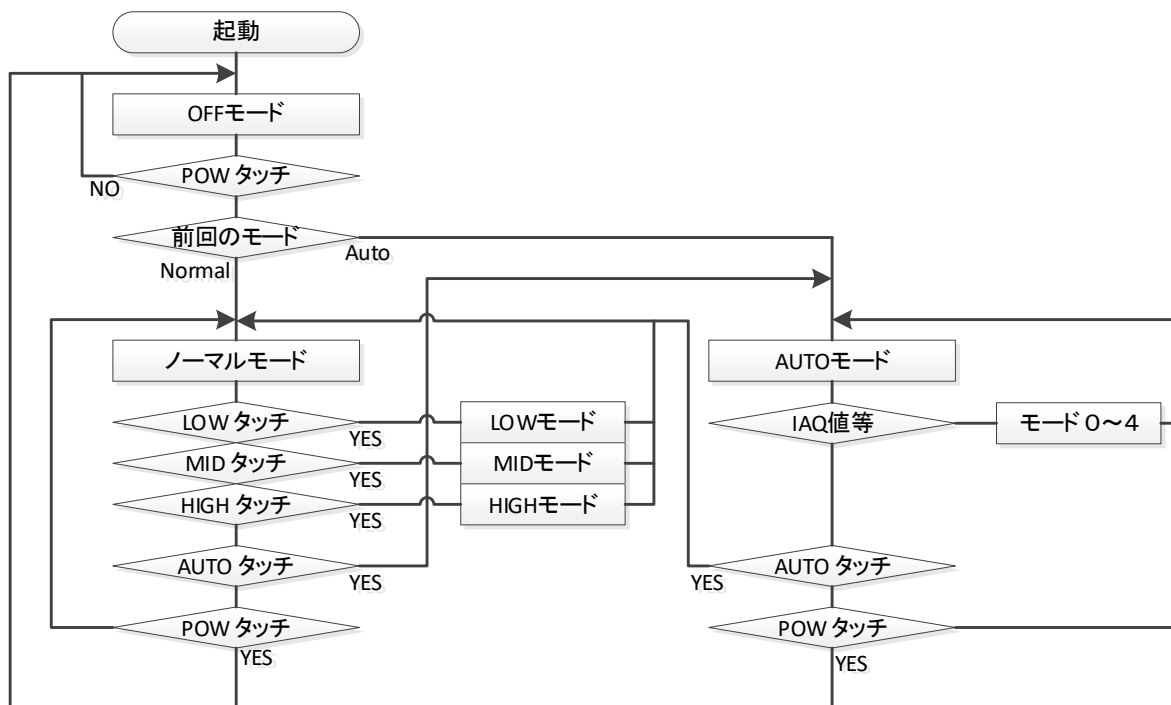 起動
OFFモード
POW タッチ
NO
前回のモード
Auto
Normal
ノーマルモード
AUTOモード
LOW タッチ
YES
LOWモード
IAQ値等
モード 0～4
MID タッチ
YES
MIDモード
HIGH タッチ
YES
HIGHモード
AUTO タッチ
YES
YES
AUTO タッチ
POW タッチ
YES
POW タッチ
YES